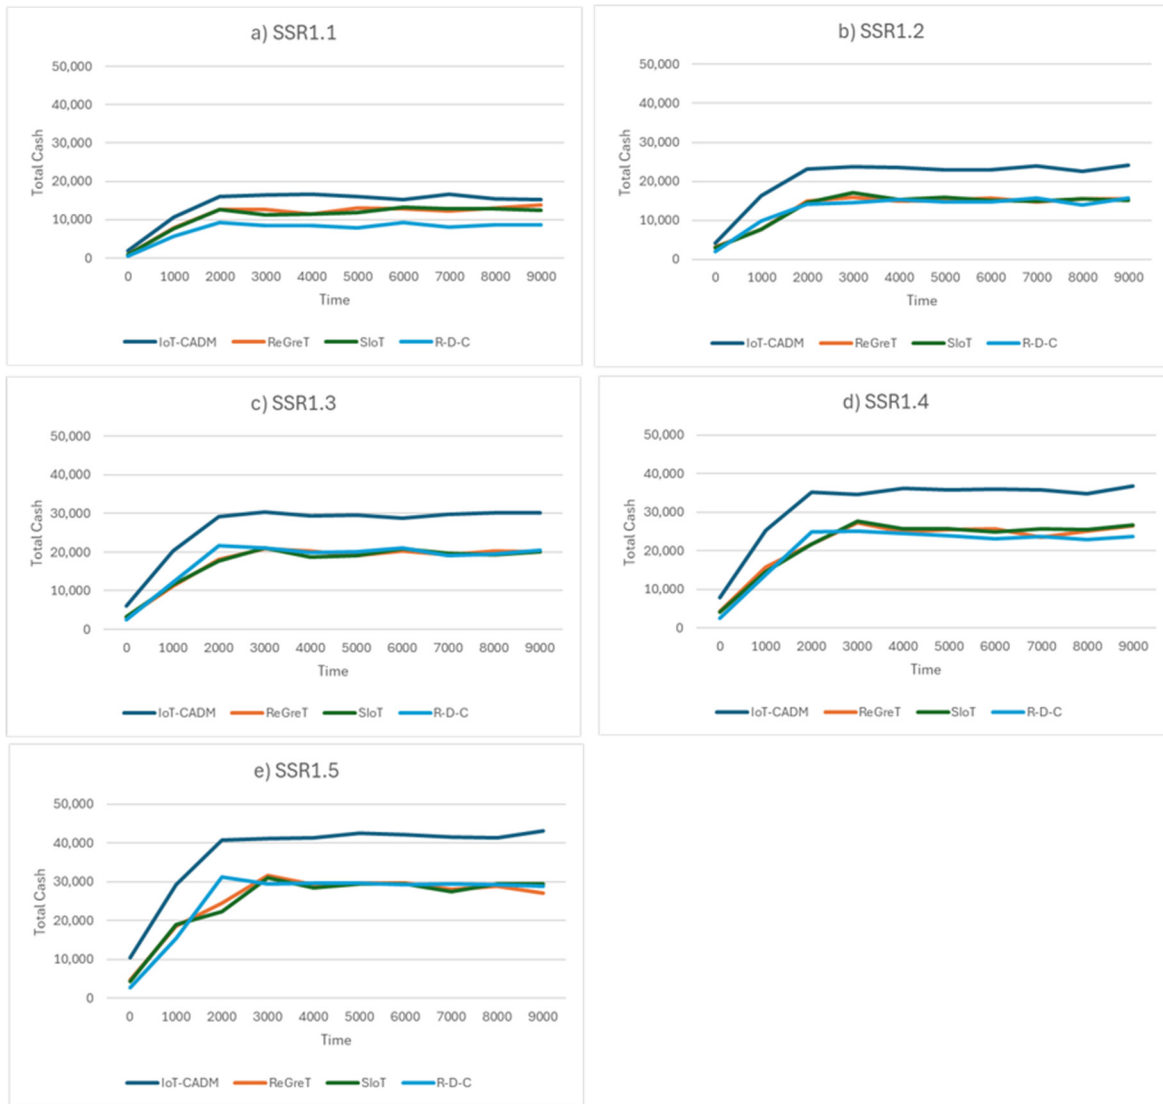 a) SSR1.1
50,000
40,000
30,000
20,000
10,000
0
Total Cash
0 1000 2000 3000 4000 5000 6000 7000 8000 9000
Time
IoT-CADM ReGreT SIoT R-D-C
b) SSR1.2
50,000
40,000
30,000
20,000
10,000
0
Total Cash
0 1000 2000 3000 4000 5000 6000 7000 8000 9000
Time
IoT-CADM ReGreT SIoT R-D-C
c) SSR1.3
50,000
40,000
30,000
20,000
10,000
0
Total Cash
0 1000 2000 3000 4000 5000 6000 7000 8000 9000
Time
IoT-CADM ReGreT SIoT R-D-C
d) SSR1.4
50,000
40,000
30,000
20,000
10,000
0
Total Cash
0 1000 2000 3000 4000 5000 6000 7000 8000 9000
Time
IoT-CADM ReGreT SIoT R-D-C
e) SSR1.5
50,000
40,000
30,000
20,000
10,000
0
Total Cash
0 1000 2000 3000 4000 5000 6000 7000 8000 9000
Time
IoT-CADM ReGreT SIoT R-D-C